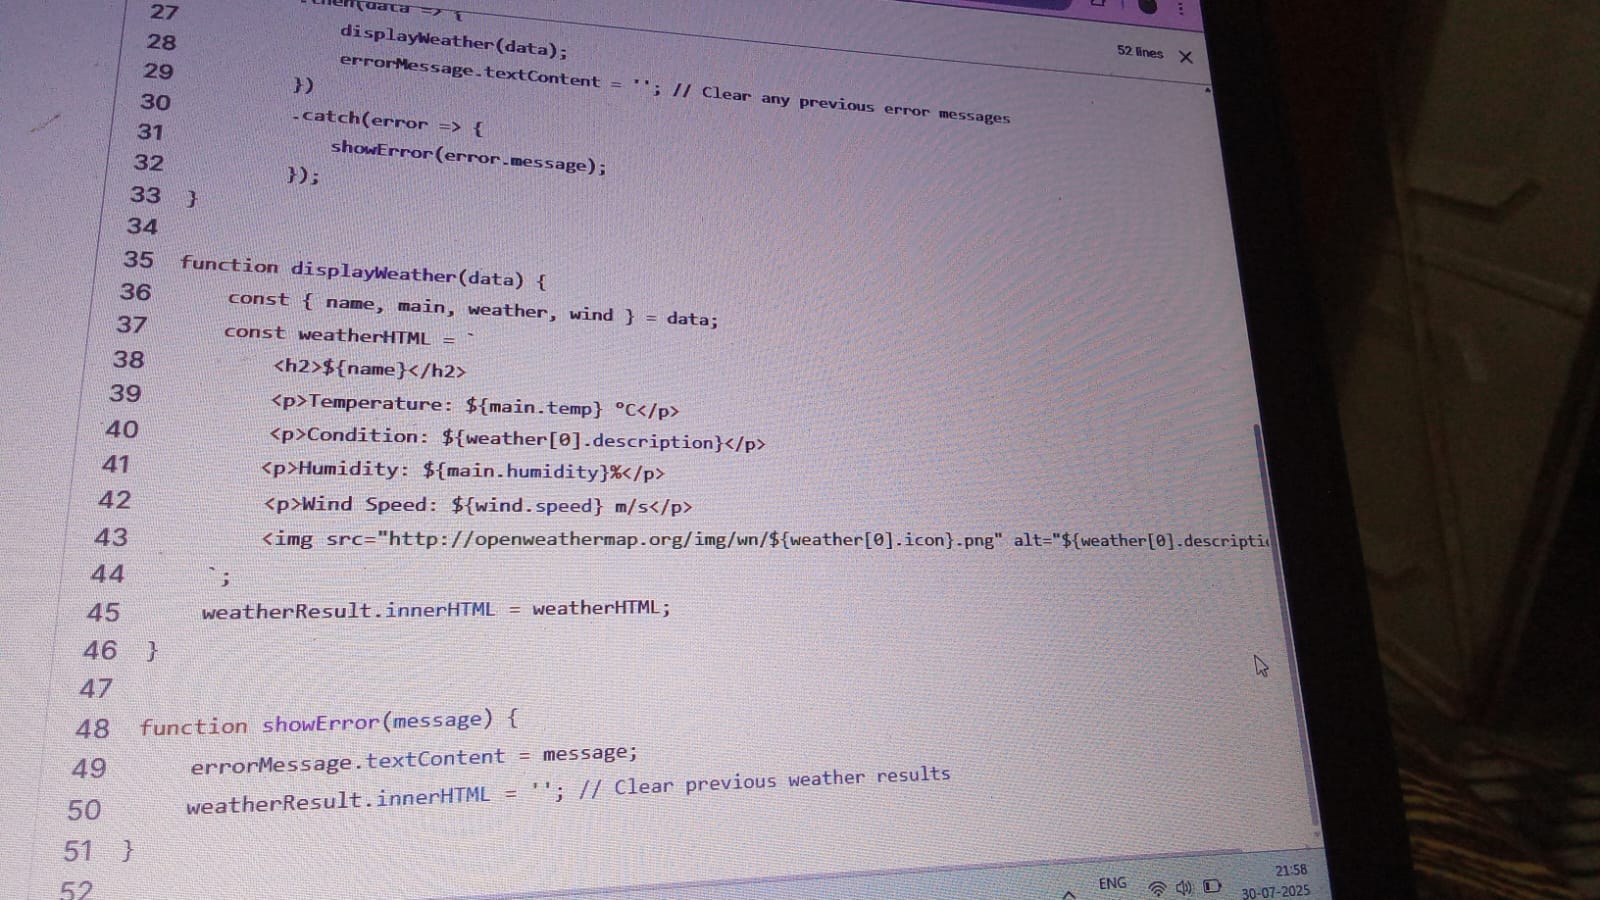 52 lines
27 .then(data => {
28 displayWeather(data);
29 errorMessage.textContent = ''; // Clear any previous error messages
30 })
31 .catch(error => {
32 showError(error.message);
33 });
}
34
35 function displayWeather(data) {
36 const { name, main, weather, wind } = data;
37 const weatherHTML = `
38 <h2>${name}</h2>
39 <p>Temperature: ${main.temp} °C</p>
40 <p>Condition: ${weather[0].description}</p>
41 <p>Humidity: ${main.humidity}%</p>
42 <p>Wind Speed: ${wind.speed} m/s</p>
43 <img src="http://openweathermap.org/img/wn/${weather[0].icon}.png" alt="${weather[0].descripti
44 `;
45 weatherResult.innerHTML = weatherHTML;
46 }
47
48 function showError(message) {
49 errorMessage.textContent = message;
50 weatherResult.innerHTML = ''; // Clear previous weather results
51 }
52
ENG
21:58
30-07-2025